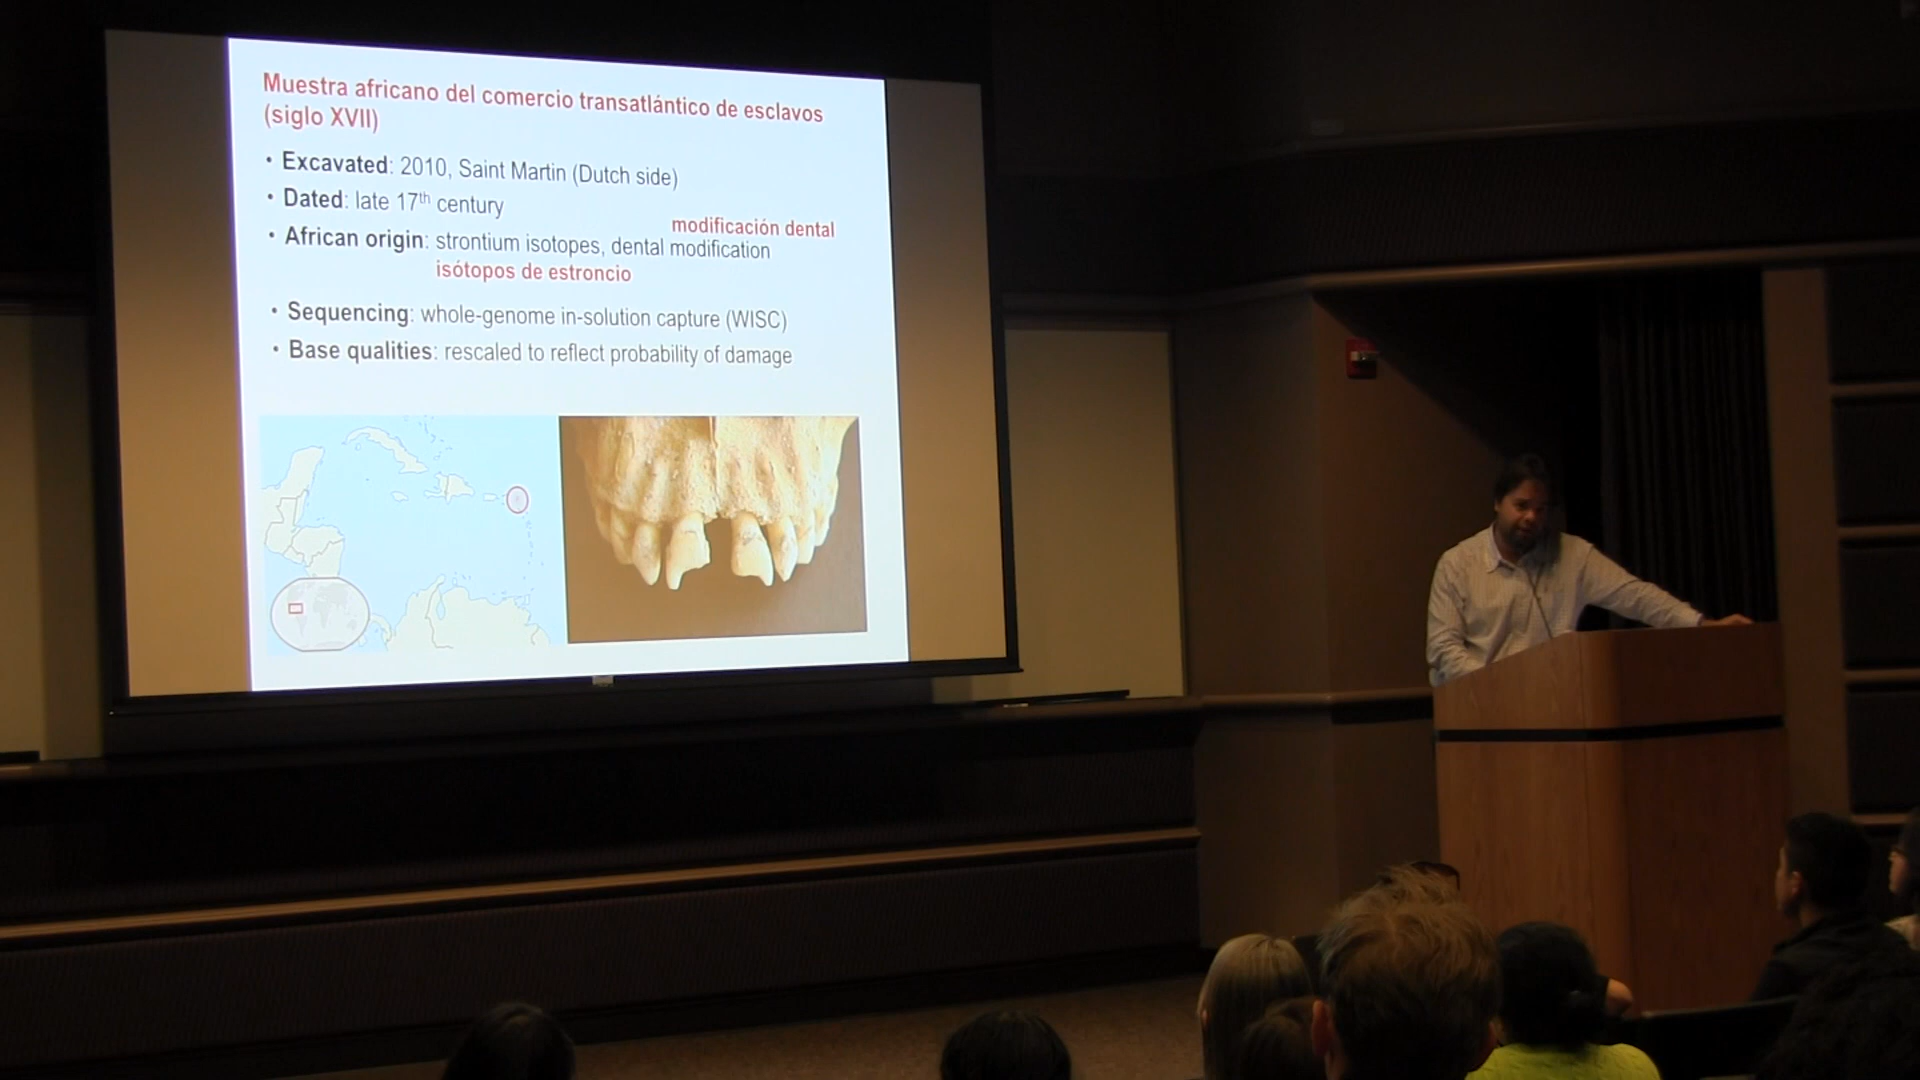 Muestra africano del comercio transatlántico de esclavos
(siglo XVII)
• Excavated: 2010, Saint Martin (Dutch side)
• Dated: late 17th century
modificación dental
• African origin: strontium isotopes, dental modification
isótopos de estroncio
• Sequencing: whole-genome in-solution capture (WISC)
• Base qualities: rescaled to reflect probability of damage